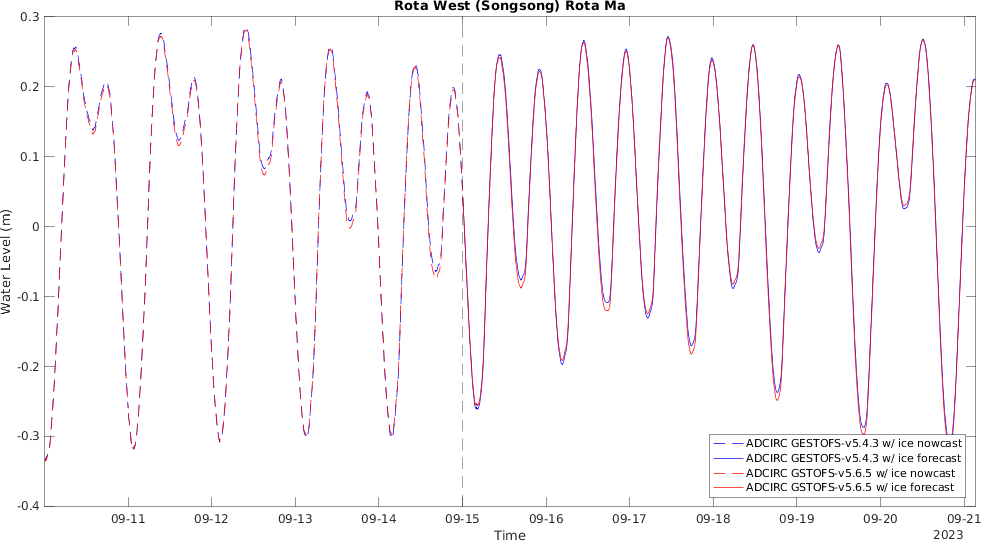 Rota West (Songsong) Rota Ma
0.3
0.2
0.1
0
-0.1
-0.2
-0.3
-0.4
Water Level (m)
ADCIRC GESTOFS-v5.4.3 w/ ice nowcast
ADCIRC GESTOFS-v5.4.3 w/ ice forecast
ADCIRC GSTOFS-v5.6.5 w/ ice nowcast
ADCIRC GSTOFS-v5.6.5 w/ ice forecast
09-11 09-12 09-13 09-14 09-15 09-16 09-17 09-18 09-19 09-20 09-21
2023
Time